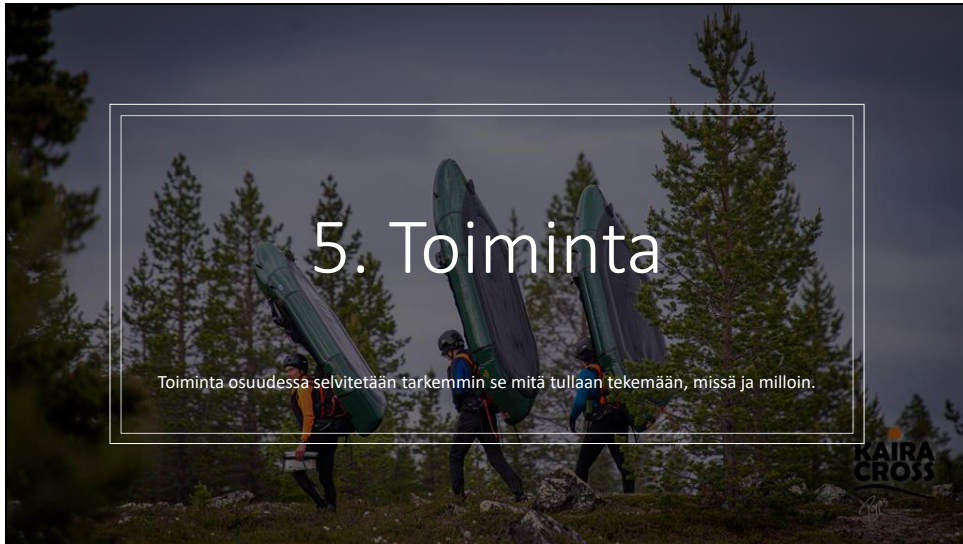 5. Toiminta
Toiminta osuudessa selvitetään tarkemmin se mitä tullaan tekemään, missä ja milloin.
KAIRA
CROSS